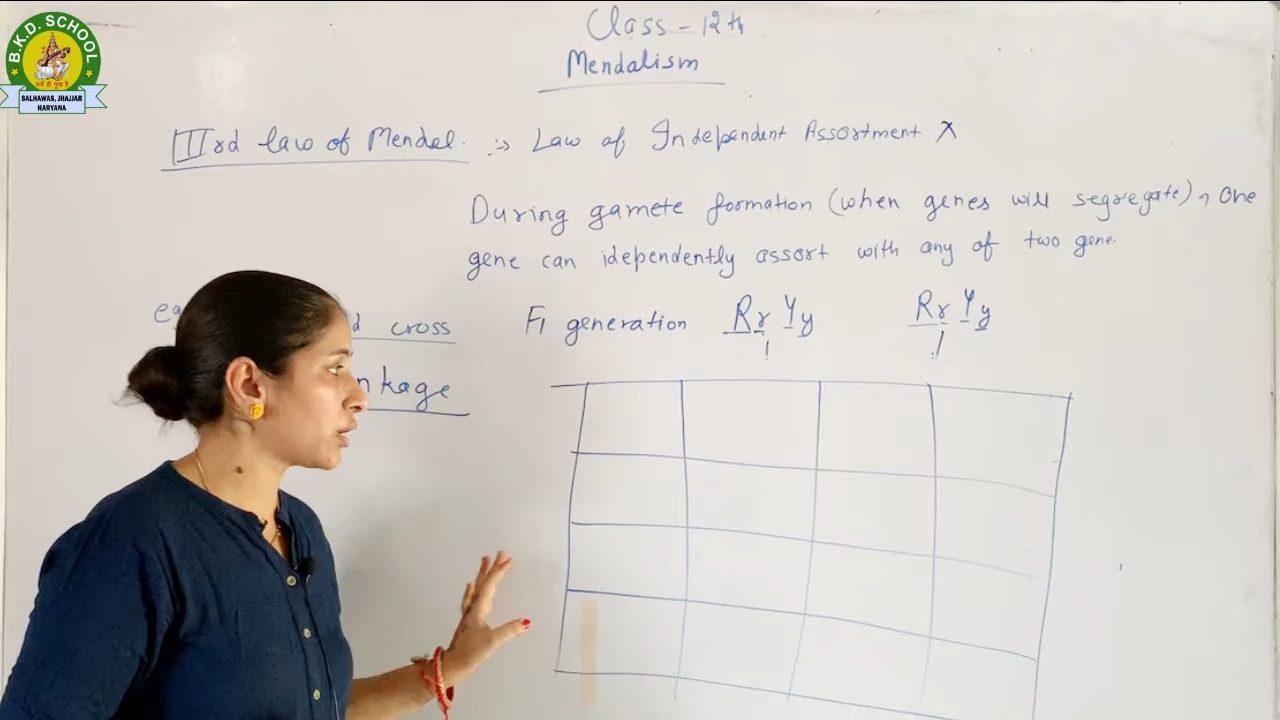 B.K.D. SCHOOL
SALHAWAS, JHAJJAR
HARYANA
Class - 12th
Mendalism
IIIrd law of Mendel. :-> Law of Independent Assortment X
During gamete formation (when genes will segregate), one
gene can idependently assort with any of two gene.
cross
F1 generation Rr Yy Rr Yy